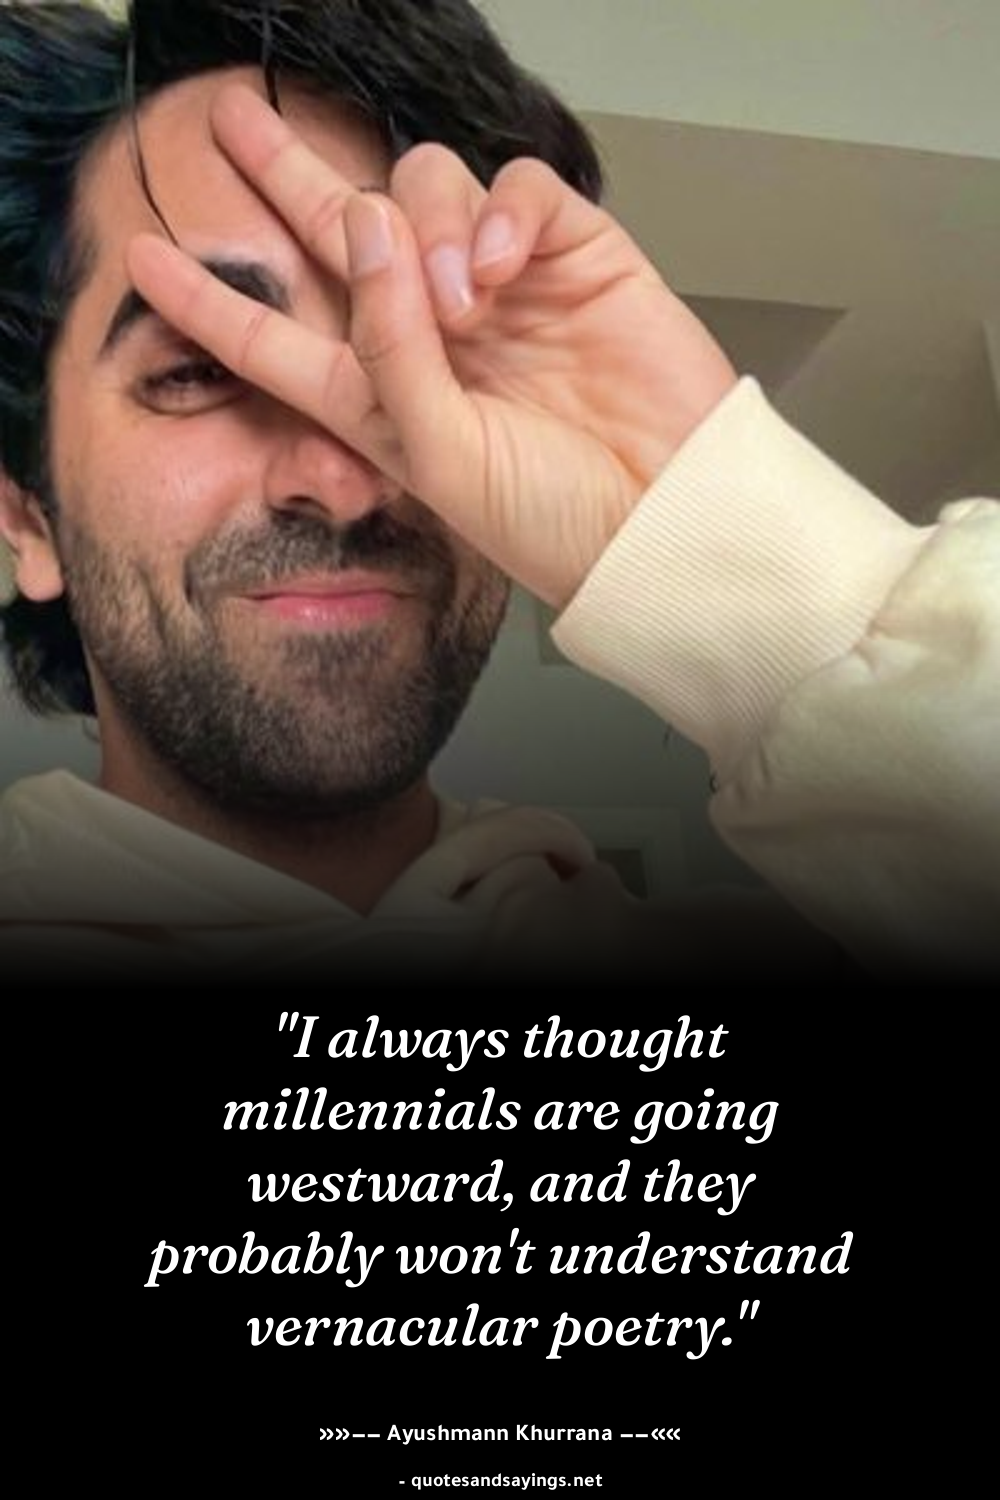 "I always thought
millennials are going
westward, and they
probably won't understand
vernacular poetry."
»»−− Ayushmann Khurrana −−««
- quotesandsayings.net